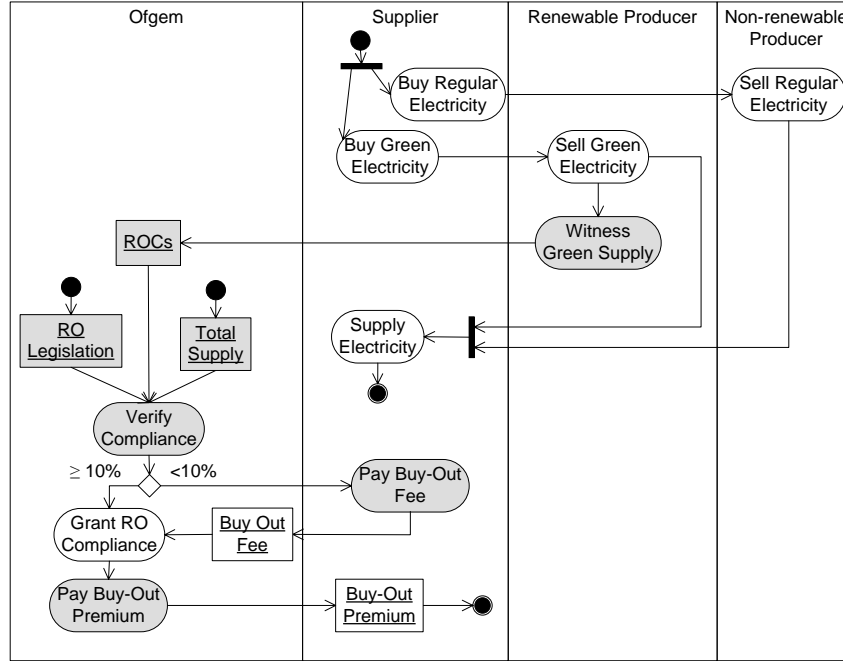 Ofgem
Supplier
Renewable Producer
Non-renewable
Producer
Buy Regular
Electricity
Sell Regular
Electricity
Buy Green
Electricity
Sell Green
Electricity
ROCs
Witness
Green Supply
RO
Legislation
Total
Supply
Supply
Electricity
Verify
Compliance
≥ 10%
<10%
Pay Buy-Out
Fee
Grant RO
Compliance
Buy Out
Fee
Pay Buy-Out
Premium
Buy-Out
Premium